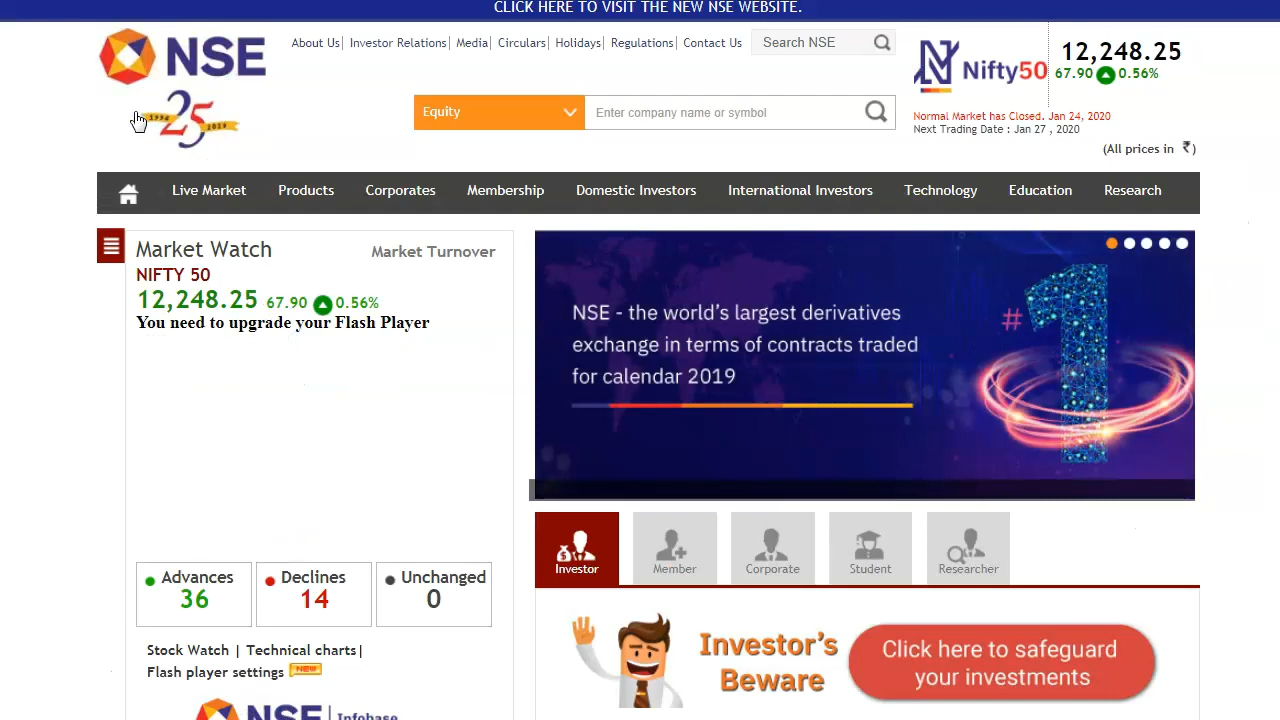 CLICK HERE TO VISIT THE NEW NSE WEBSITE.
NSE
1994 25 2019
About Us| Investor Relations| Media| Circulars| Holidays| Regulations| Contact Us
Search NSE
Equity
Enter company name or symbol
Nifty50
12,248.25
67.90 0.56%
Normal Market has Closed. Jan 24, 2020
Next Trading Date : Jan 27 , 2020
(All prices in ₹)
Live Market Products Corporates Membership Domestic Investors International Investors Technology Education Research
Market Watch
Market Turnover
NIFTY 50
12,248.25 67.90 0.56%
You need to upgrade your Flash Player
NSE - the world's largest derivatives
exchange in terms of contracts traded
for calendar 2019
#1
Advances
36
Declines
14
Unchanged
0
Investor
Member
Corporate
Student
Researcher
Stock Watch | Technical charts|
Flash player settings NEW
Investor's
Beware
Click here to safeguard
your investments
NSE | Infobase